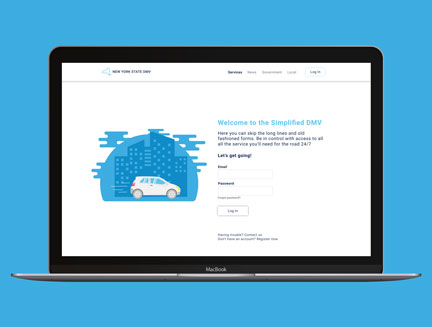 NEW YORK STATE DMV
Services News Government Local Log In
Welcome to the Simplified DMV
Here you can skip the long lines and old
fashioned forms. Be in control with access to all
all the service you'll need for the road 24/7
Let's get going!
Email
Password
Forgot password?
Log In
Having trouble? Contact us
Don't have an account? Register now
MacBook